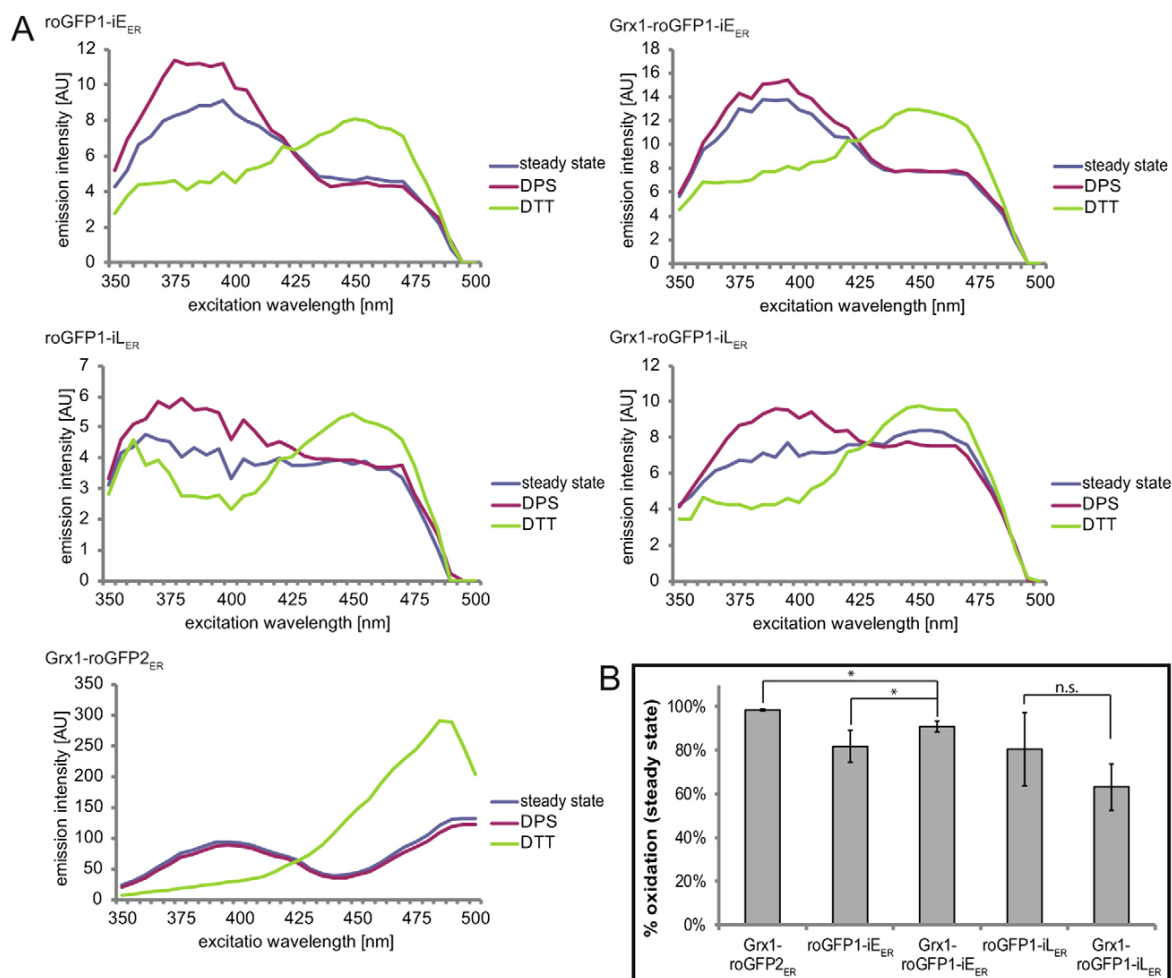 A
roGFP1-iE_ER
12
10
8
6
4
2
0
emission intensity [AU]
350 375 400 425 450 475 500
excitation wavelength [nm]
steady state
DPS
DTT
Grx1-roGFP1-iE_ER
18
16
14
12
10
8
6
4
2
0
emission intensity [AU]
350 375 400 425 450 475 500
excitation wavelength [nm]
steady state
DPS
DTT
roGFP1-iL_ER
7
6
5
4
3
2
1
0
emission intensity [AU]
350 375 400 425 450 475 500
excitation wavelength [nm]
steady state
DPS
DTT
Grx1-roGFP1-iL_ER
12
10
8
6
4
2
0
emission intensity [AU]
350 375 400 425 450 475 500
excitation wavelength [nm]
steady state
DPS
DTT
Grx1-roGFP2_ER
350
300
250
200
150
100
50
0
emission intensity [AU]
350 375 400 425 450 475 500
excitatio wavelength [nm]
steady state
DPS
DTT
B
% oxidation (steady state)
100%
80%
60%
40%
20%
0%
*
*
n.s.
Grx1-
roGFP2_ER
roGFP1-iE_ER
Grx1-
roGFP1-iE_ER
roGFP1-iL_ER
Grx1-
roGFP1-iL_ER